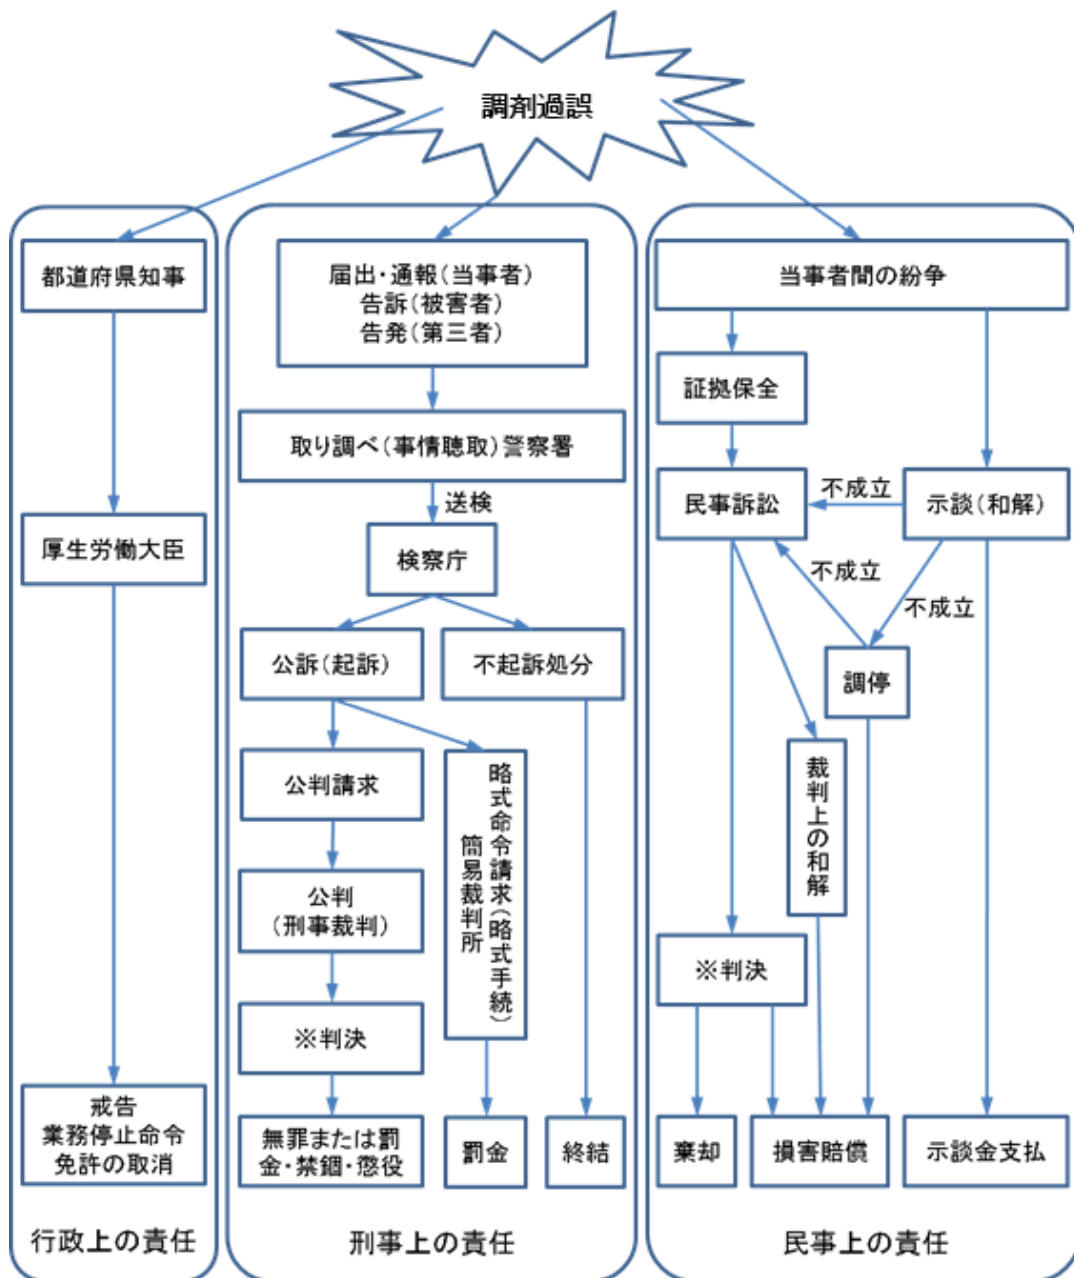 調剤過誤
都道府県知事
厚生労働大臣
戒告
業務停止命令
免許の取消
行政上の責任
届出・通報(当事者)
告訴(被害者)
告発(第三者)
取り調べ(事情聴取)警察署
送検
検察庁
公訴(起訴)
不起訴処分
公判請求
略式命令請求(略式手続)
簡易裁判所
公判
(刑事裁判)
※判決
無罪または罰
金・禁錮・懲役
罰金
終結
刑事上の責任
当事者間の紛争
証拠保全
民事訴訟
不成立
示談(和解)
不成立
不成立
調停
裁判上の和解
※判決
棄却
損害賠償
示談金支払
民事上の責任